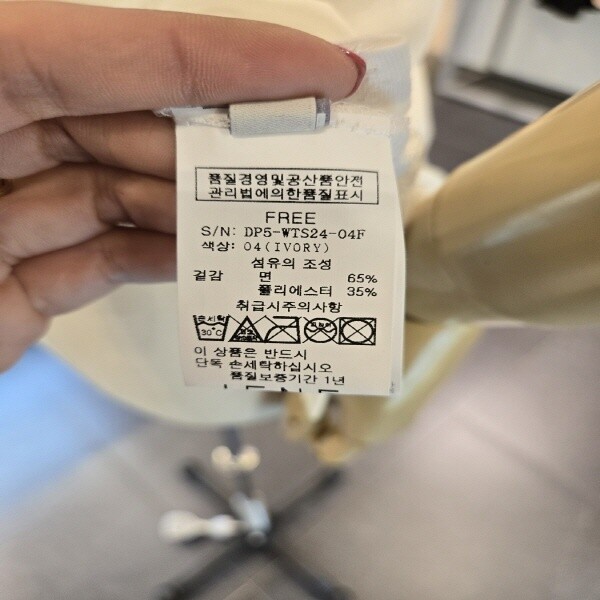 품질경영및공산품안전
관리법에의한품질표시
FREE
S/N: DP5-WTS24-04F
색상: 04(IVORY)
섬유의 조성
겉감 면 65%
폴리에스터 35%
취급시주의사항
손세탁
30℃
이 상품은 반드시
단독 손세탁하십시오
품질보증기간 1년